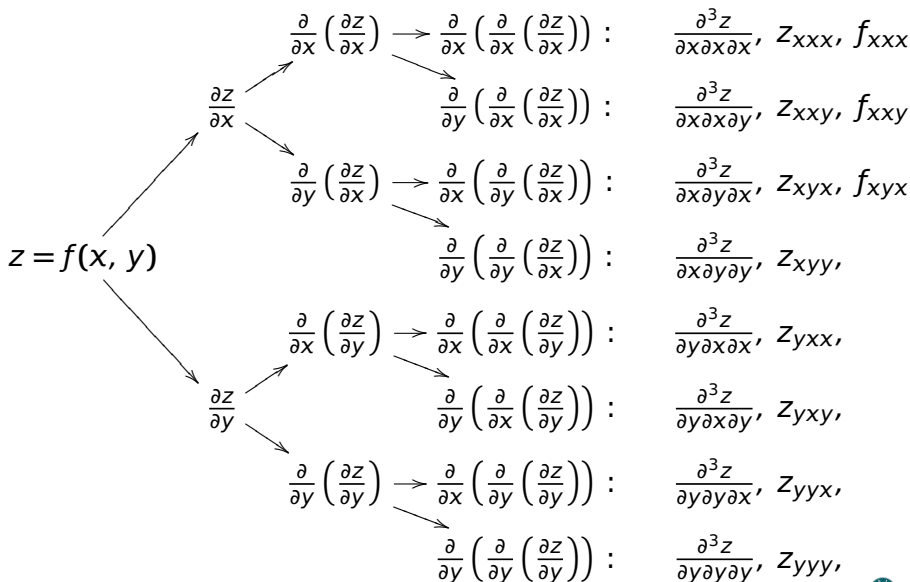 ∂/∂x (∂z/∂x) → ∂/∂x (∂/∂x (∂z/∂x)) : ∂³z/∂x∂x∂x, z_xxx, f_xxx
∂z/∂x ∂/∂y (∂/∂x (∂z/∂x)) : ∂³z/∂x∂x∂y, z_xxy, f_xxy
∂/∂y (∂z/∂x) → ∂/∂x (∂/∂y (∂z/∂x)) : ∂³z/∂x∂y∂x, z_xyx, f_xyx
z = f(x, y) ∂/∂y (∂/∂y (∂z/∂x)) : ∂³z/∂x∂y∂y, z_xyy,
∂/∂x (∂z/∂y) → ∂/∂x (∂/∂x (∂z/∂y)) : ∂³z/∂y∂x∂x, z_yxx,
∂z/∂y ∂/∂y (∂/∂x (∂z/∂y)) : ∂³z/∂y∂x∂y, z_yxy,
∂/∂y (∂z/∂y) → ∂/∂x (∂/∂y (∂z/∂y)) : ∂³z/∂y∂y∂x, z_yyx,
∂/∂y (∂/∂y (∂z/∂y)) : ∂³z/∂y∂y∂y, z_yyy,